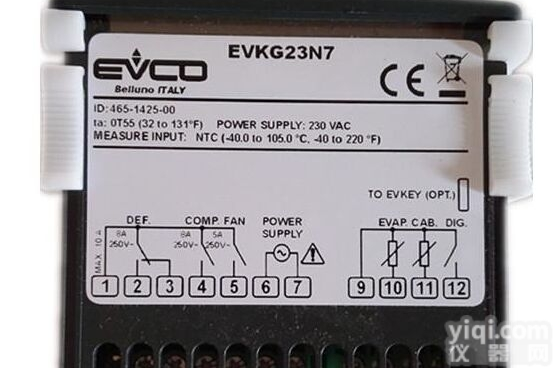 EVKG23N7
EVCO
Belluno ITALY
CE
ID: 465-1425-00
ta: 0T55 (32 to 131°F) POWER SUPPLY: 230 VAC
MEASURE INPUT: NTC (-40.0 to 105.0 °C, -40 to 220 °F)
TO EVKEY (OPT.)
DEF. COMP. FAN POWER SUPPLY EVAP. CAB. DIG.
MAX. 10 A
8A 250V~ 8A 250V~ 5A 250V~
1 2 3 4 5 6 7 9 10 11 12
yiqi.com
仪器网